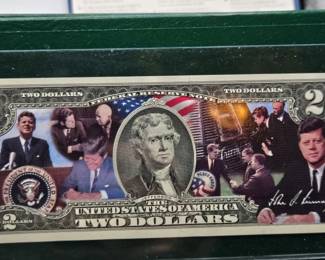 TWO DOLLARS TWO DOLLARS
FEDERAL RESERVE NOTE
2
THE
UNITED STATES OF AMERICA
2 TWO DOLLARS